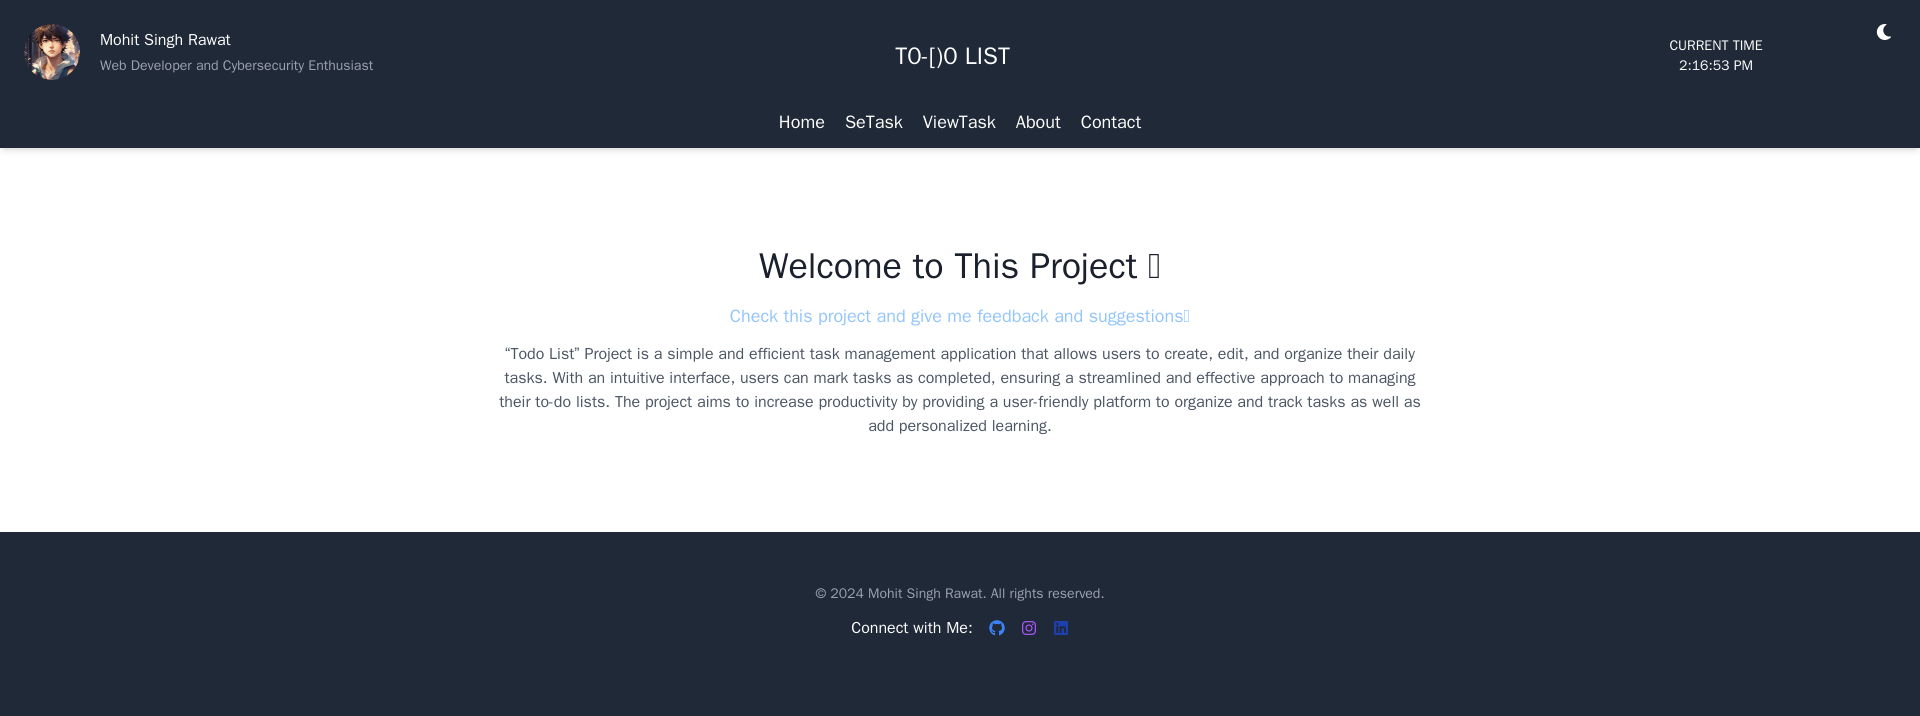 Mohit Singh Rawat
Web Developer and Cybersecurity Enthusiast
T0-[)0 LIST
CURRENT TIME
2:16:53 PM
Home SeTask ViewTask About Contact
Welcome to This Project
Check this project and give me feedback and suggestions
“Todo List” Project is a simple and efficient task management application that allows users to create, edit, and organize their daily
tasks. With an intuitive interface, users can mark tasks as completed, ensuring a streamlined and effective approach to managing
their to-do lists. The project aims to increase productivity by providing a user-friendly platform to organize and track tasks as well as
add personalized learning.
© 2024 Mohit Singh Rawat. All rights reserved.
Connect with Me: